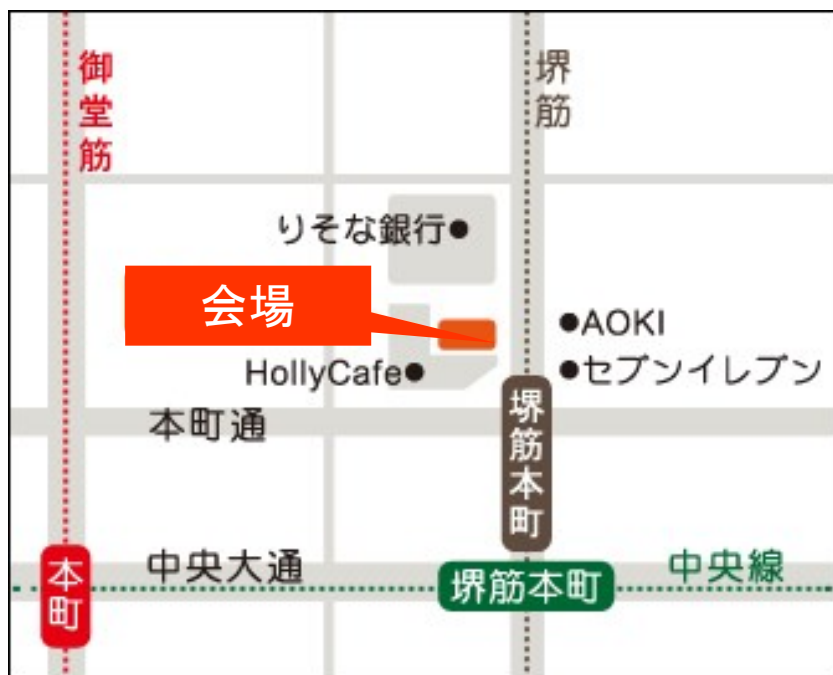 御堂筋
堺筋
りそな銀行
会場
AOKI
HollyCafe
セブンイレブン
本町通
堺筋本町
本町
中央大通
堺筋本町
中央線